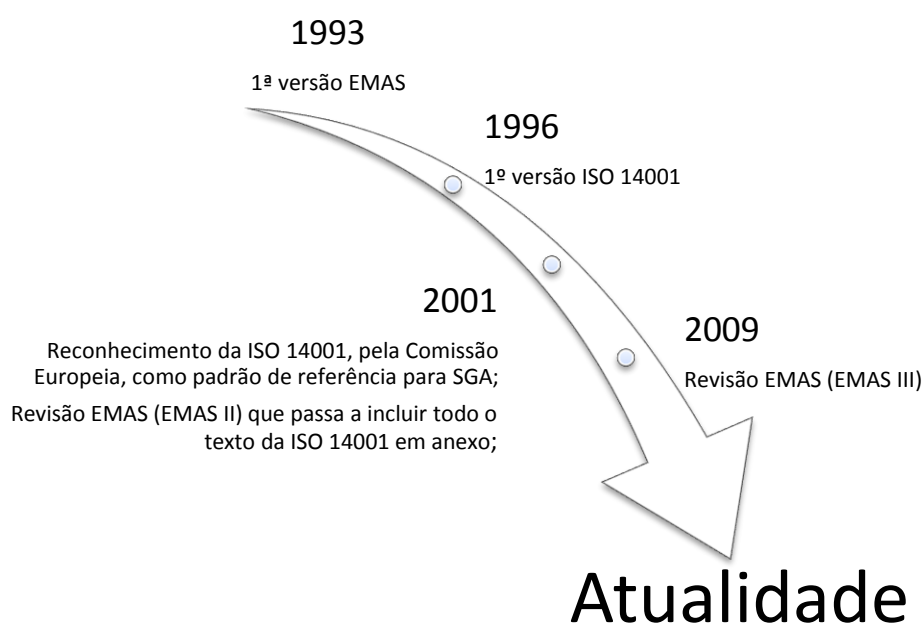 1993
1ª versão EMAS
1996
1º versão ISO 14001
2001
Reconhecimento da ISO 14001, pela Comissão
Europeia, como padrão de referência para SGA;
Revisão EMAS (EMAS II) que passa a incluir todo o
texto da ISO 14001 em anexo;
2009
Revisão EMAS (EMAS III)
Atualidade